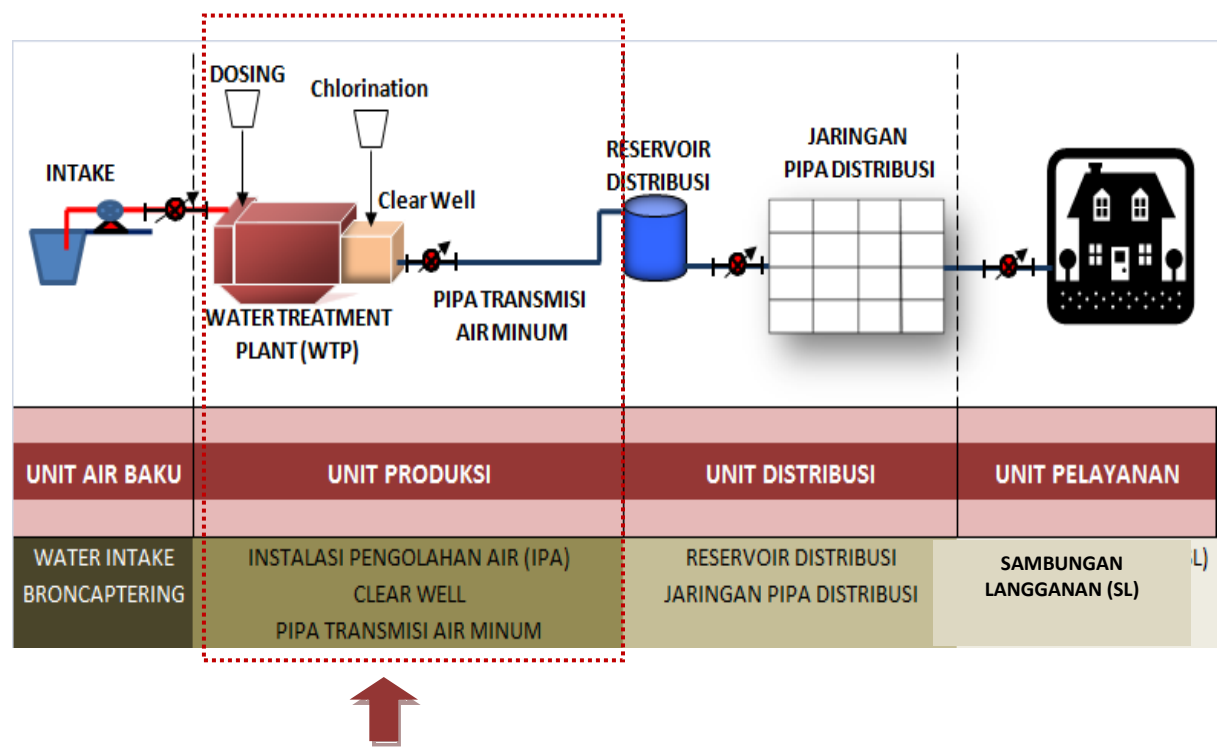 DOSING
Chlorination
INTAKE
Clear Well
WATER TREATMENT
PLANT (WTP)
PIPA TRANSMISI
AIR MINUM
RESERVOIR
DISTRIBUSI
JARINGAN
PIPA DISTRIBUSI
UNIT AIR BAKU
UNIT PRODUKSI
UNIT DISTRIBUSI
UNIT PELAYANAN
WATER INTAKE
BRONCAPTERING
INSTALASI PENGOLAHAN AIR (IPA)
CLEAR WELL
PIPA TRANSMISI AIR MINUM
RESERVOIR DISTRIBUSI
JARINGAN PIPA DISTRIBUSI
SAMBUNGAN
LANGGANAN (SL)